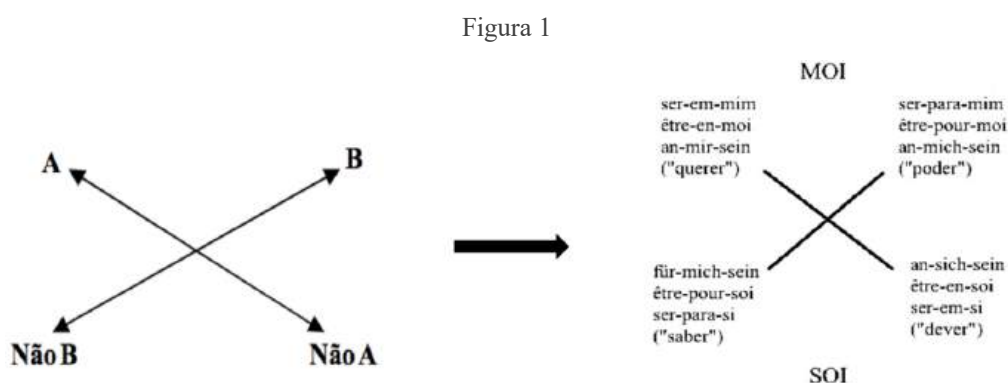 Figura 1
A
B
Não B
Não A
MOI
ser-em-mim
être-en-moi
an-mir-sein
("querer")
ser-para-mim
être-pour-moi
an-mich-sein
("poder")
für-mich-sein
être-pour-soi
ser-para-si
("saber")
an-sich-sein
être-en-soi
ser-em-si
("dever")
SOI